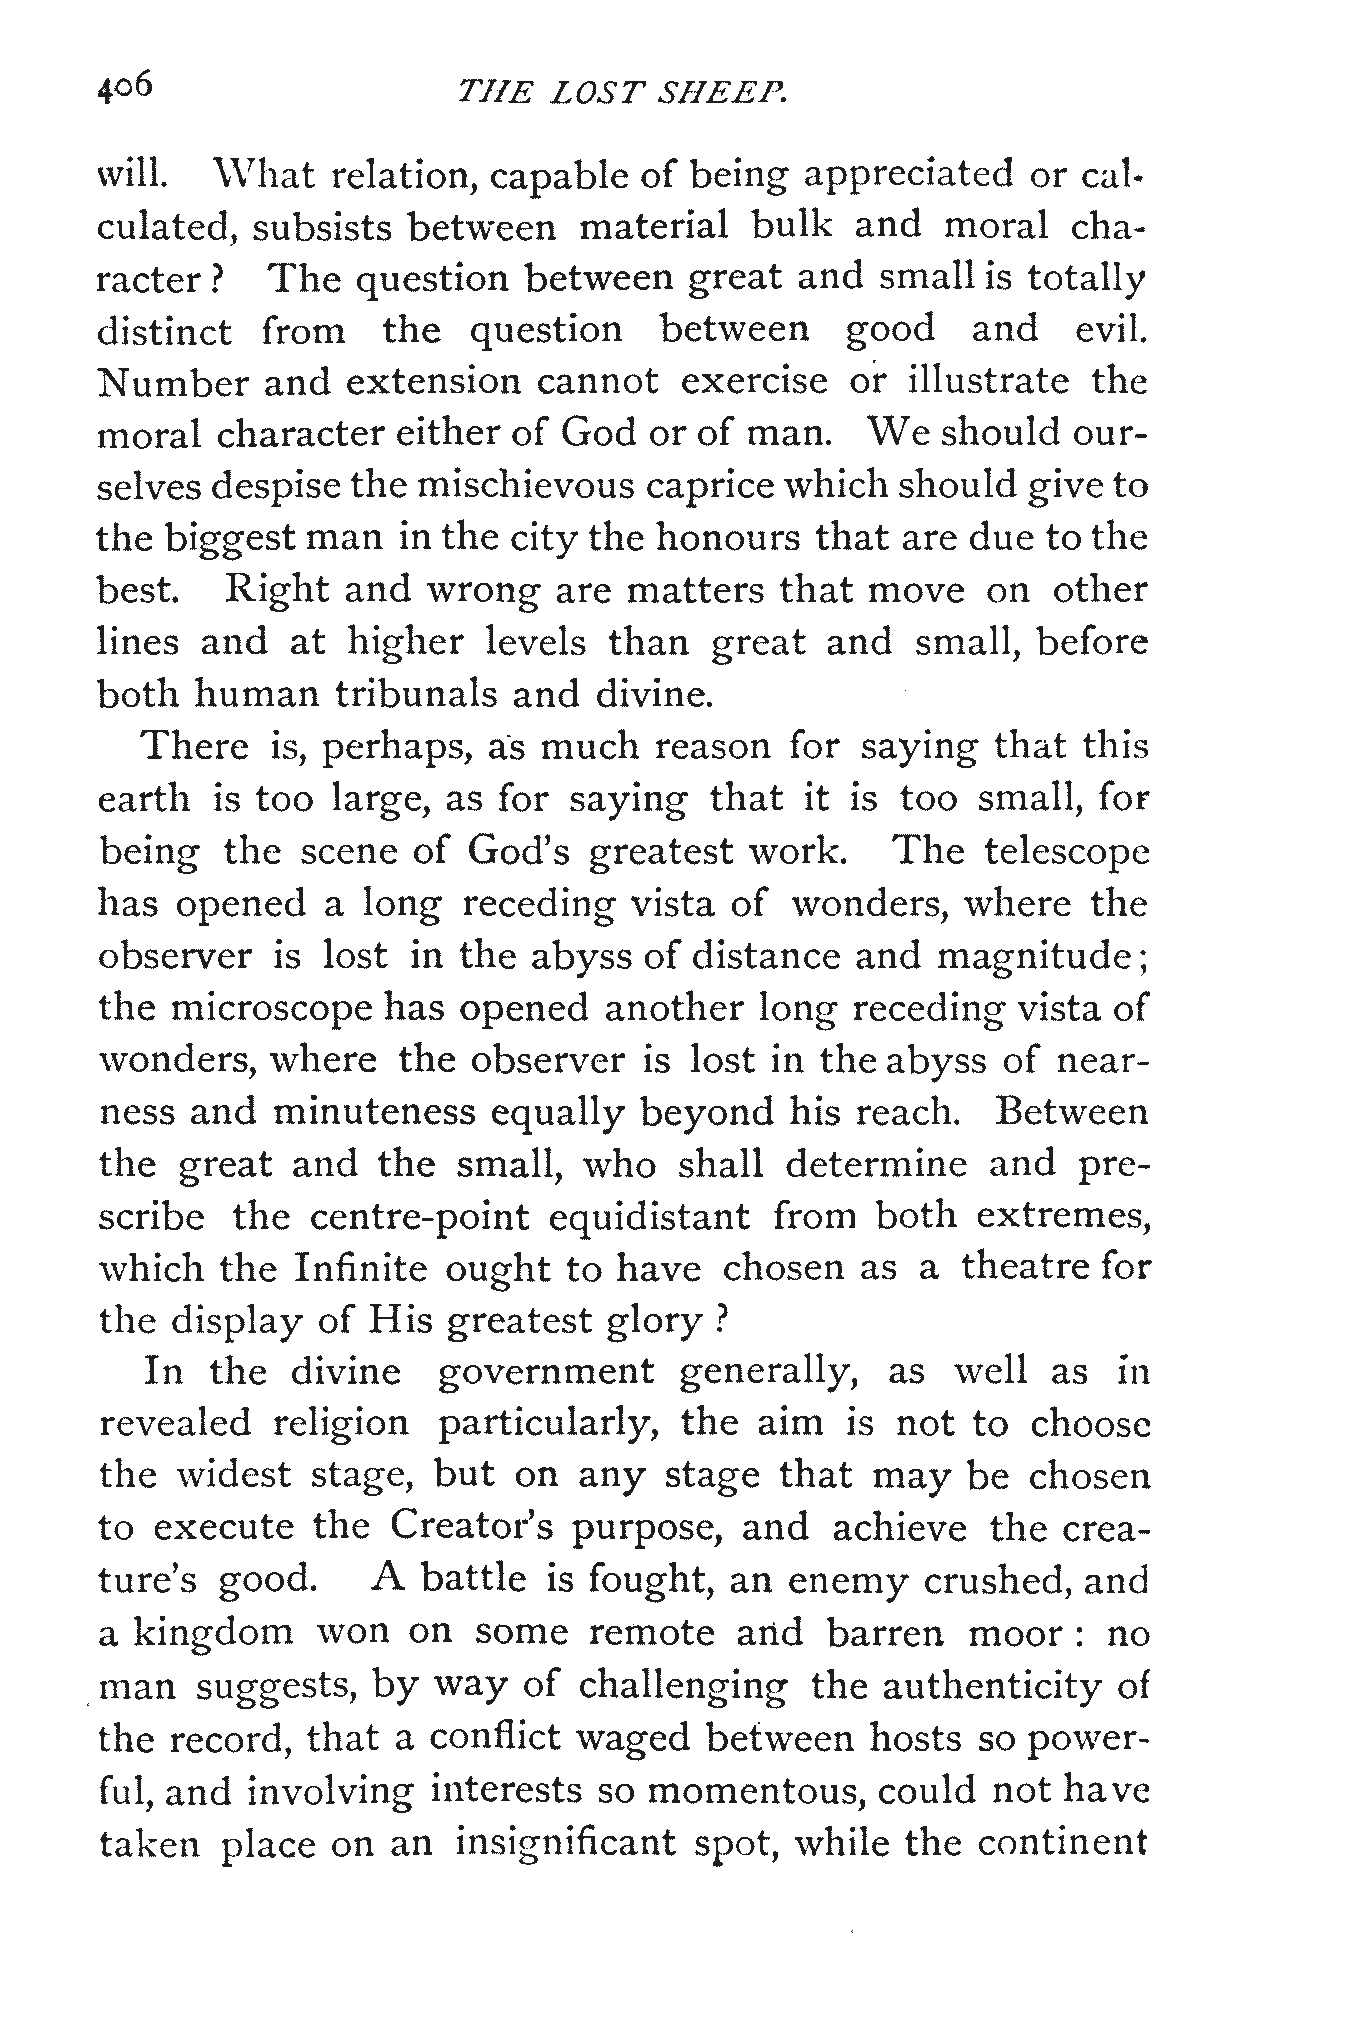 406 THE LOST SHEEP.
will. What relation, capable of being appreciated or cal-
culated, subsists between material bulk and moral cha-
racter ? The question between great and small is totally
distinct from the question between good and evil.
Number and extension cannot exercise or illustrate the
moral character either of God or of man. We should our-
selves despise the mischievous caprice which should give to
the biggest man in the city the honours that are due to the
best. Right and wrong are matters that move on other
lines and at higher levels than great and small, before
both human tribunals and divine.
There is, perhaps, as much reason for saying that this
earth is too large, as for saying that it is too small, for
being the scene of God's greatest work. The telescope
has opened a long receding vista of wonders, where the
observer is lost in the abyss of distance and magnitude;
the microscope has opened another long receding vista of
wonders, where the observer is lost in the abyss of near-
ness and minuteness equally beyond his reach. Between
the great and the small, who shall determine and pre-
scribe the centre-point equidistant from both extremes,
which the Infinite ought to have chosen as a theatre for
the display of His greatest glory ?
In the divine government generally, as well as in
revealed religion particularly, the aim is not to choose
the widest stage, but on any stage that may be chosen
to execute the Creator's purpose, and achieve the crea-
ture's good. A battle is fought, an enemy crushed, and
a kingdom won on some remote and barren moor : no
man suggests, by way of challenging the authenticity of
the record, that a conflict waged between hosts so power-
ful, and involving interests so momentous, could not have
taken place on an insignificant spot, while the continent